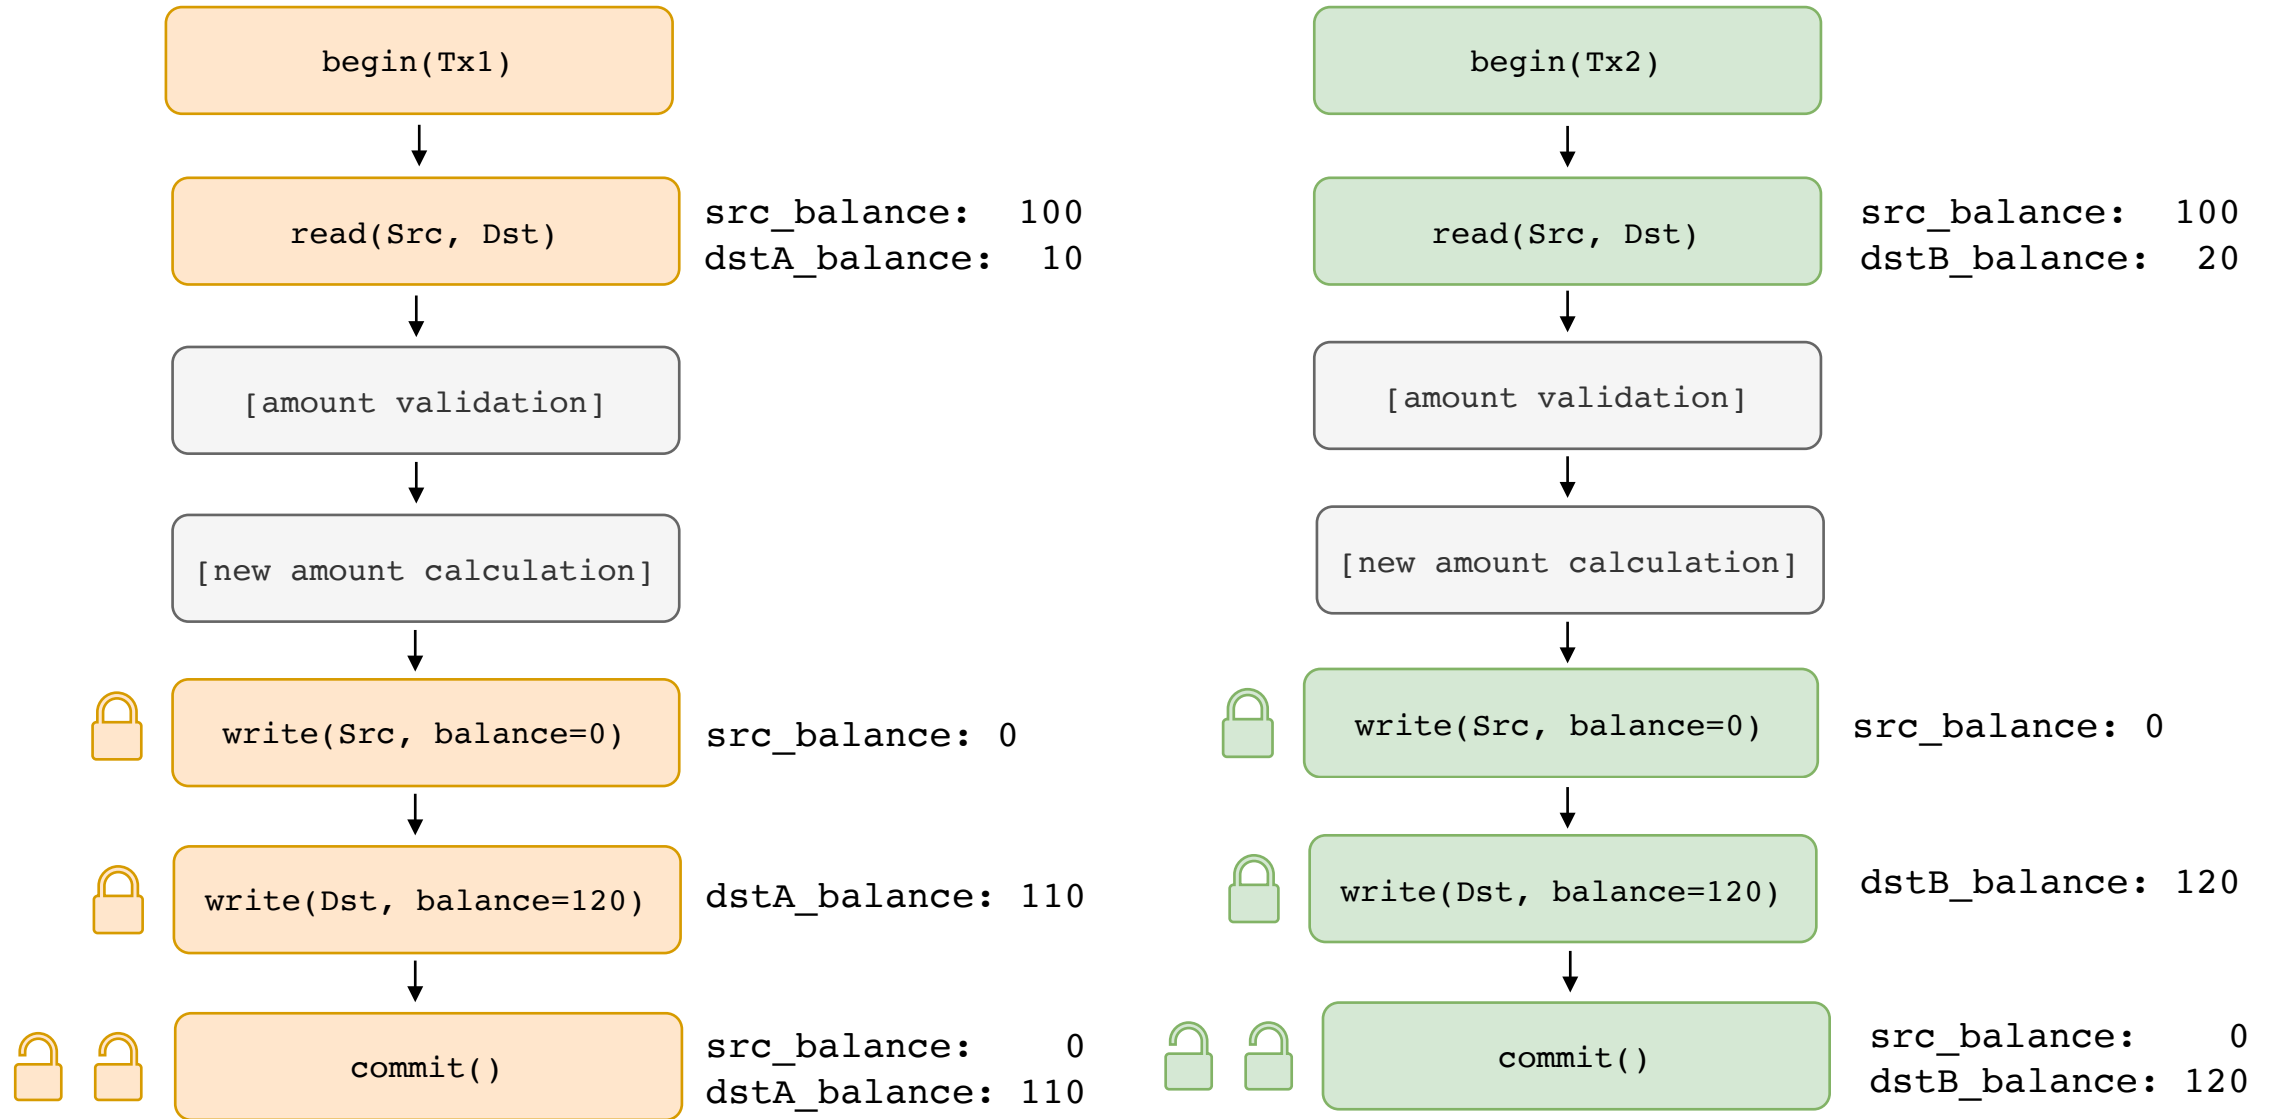 begin(Tx1)
read(Src, Dst)
src_balance: 100
dstA_balance: 10
[amount validation]
[new amount calculation]
write(Src, balance=0)
src_balance: 0
write(Dst, balance=120)
dstA_balance: 110
commit()
src_balance: 0
dstA_balance: 110
begin(Tx2)
read(Src, Dst)
src_balance: 100
dstB_balance: 20
[amount validation]
[new amount calculation]
write(Src, balance=0)
src_balance: 0
write(Dst, balance=120)
dstB_balance: 120
commit()
src_balance: 0
dstB_balance: 120